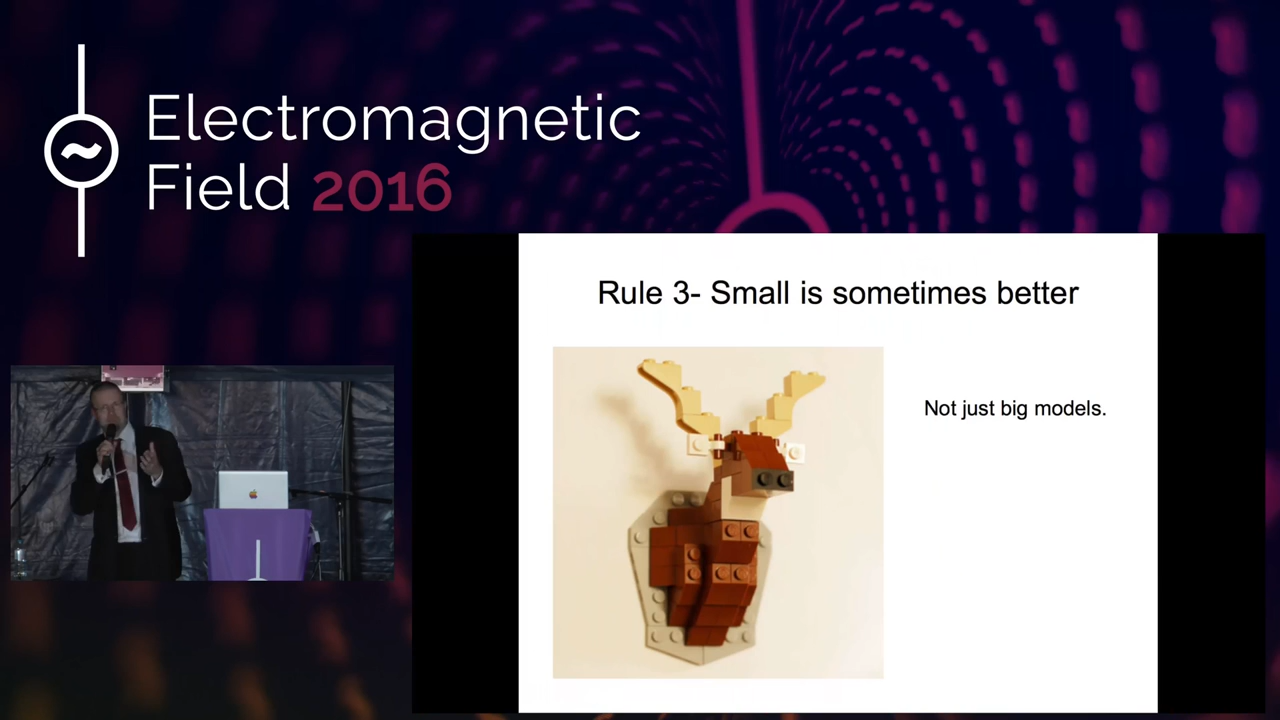 Electromagnetic
Field 2016
Rule 3- Small is sometimes better
Not just big models.